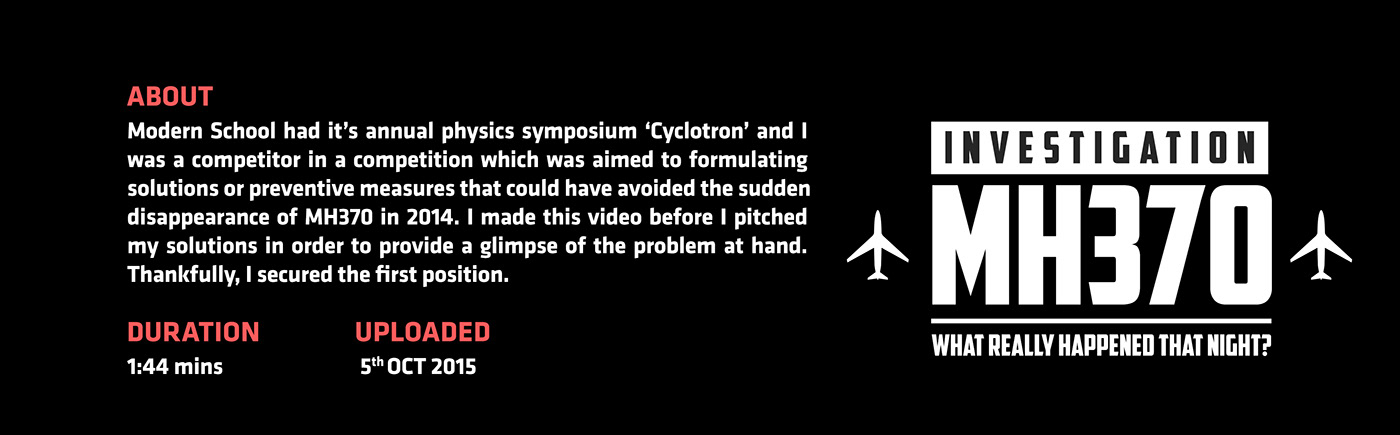 ABOUT
Modern School had it’s annual physics symposium ‘Cyclotron’ and I
was a competitor in a competition which was aimed to formulating
solutions or preventive measures that could have avoided the sudden
disappearance of MH370 in 2014. I made this video before I pitched
my solutions in order to provide a glimpse of the problem at hand.
Thankfully, I secured the first position.
DURATION
1:44 mins
UPLOADED
5th OCT 2015
INVESTIGATION
MH370
WHAT REALLY HAPPENED THAT NIGHT?